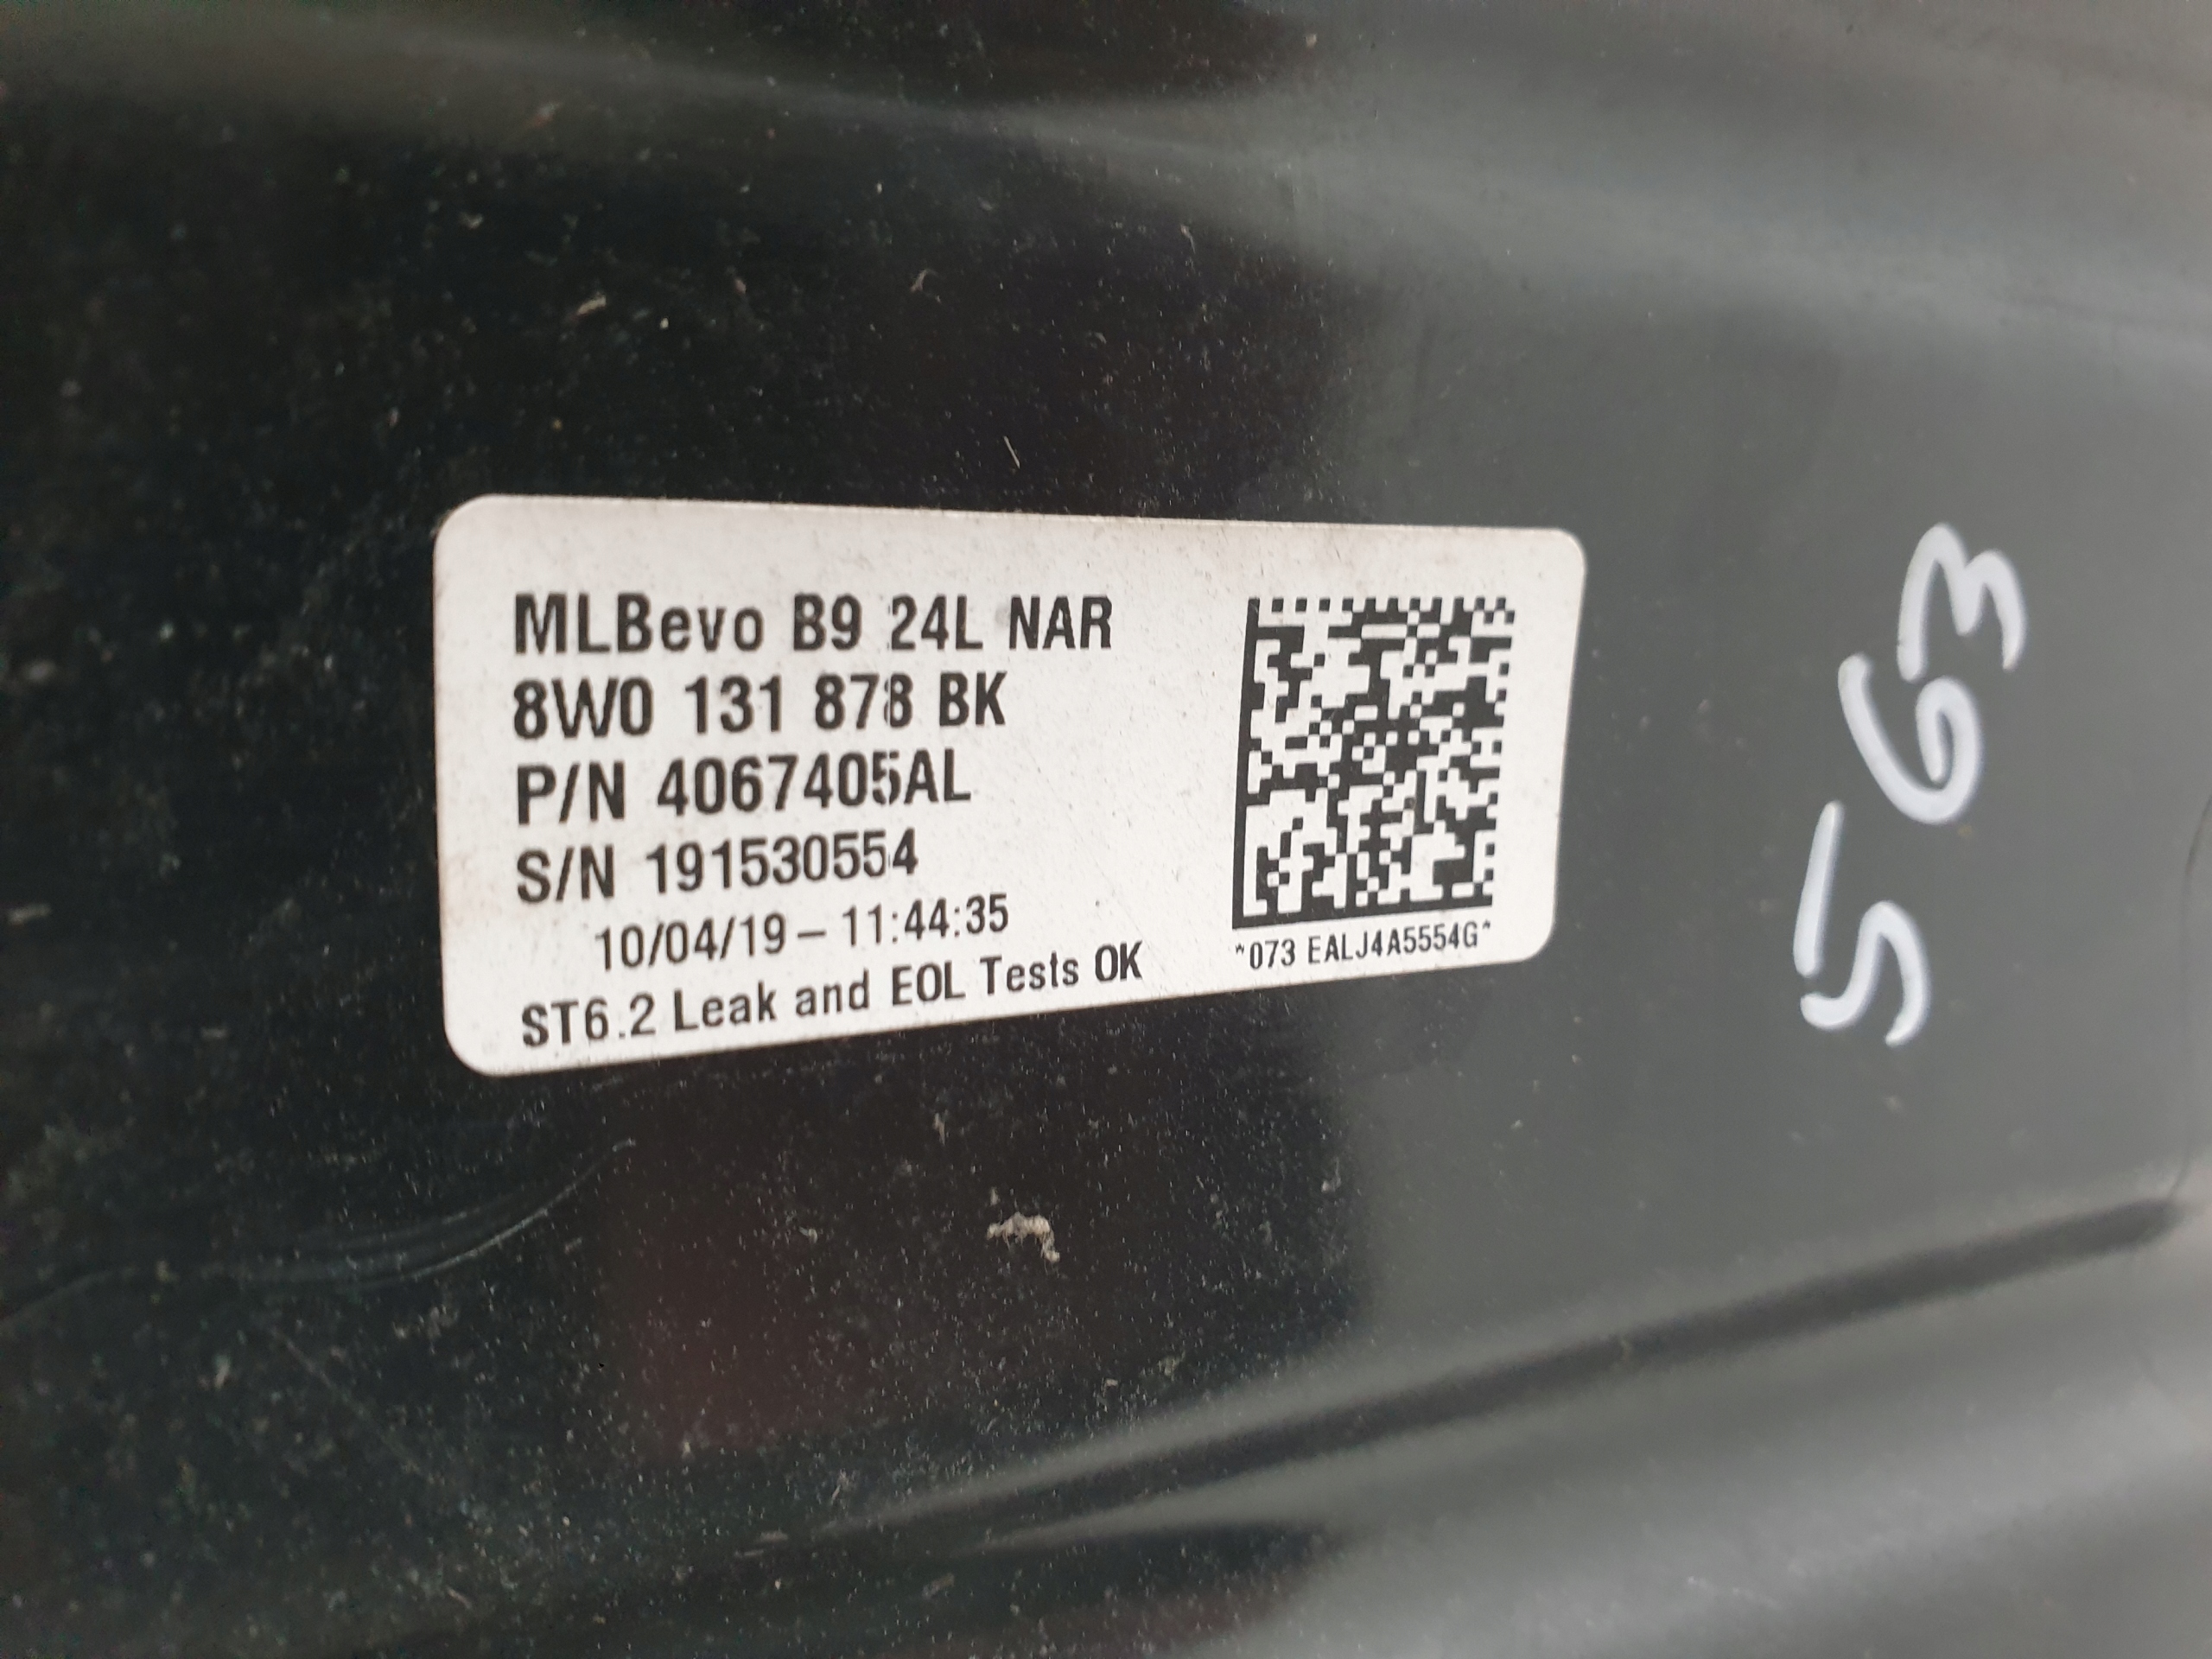 MLBevo B9 24L NAR
8W0 131 878 BK
P/N 4067405AL
S/N 191530554
10/04/19 – 11:44:35
ST6.2 Leak and EOL Tests OK
*073 EALJ4A5554G*
563